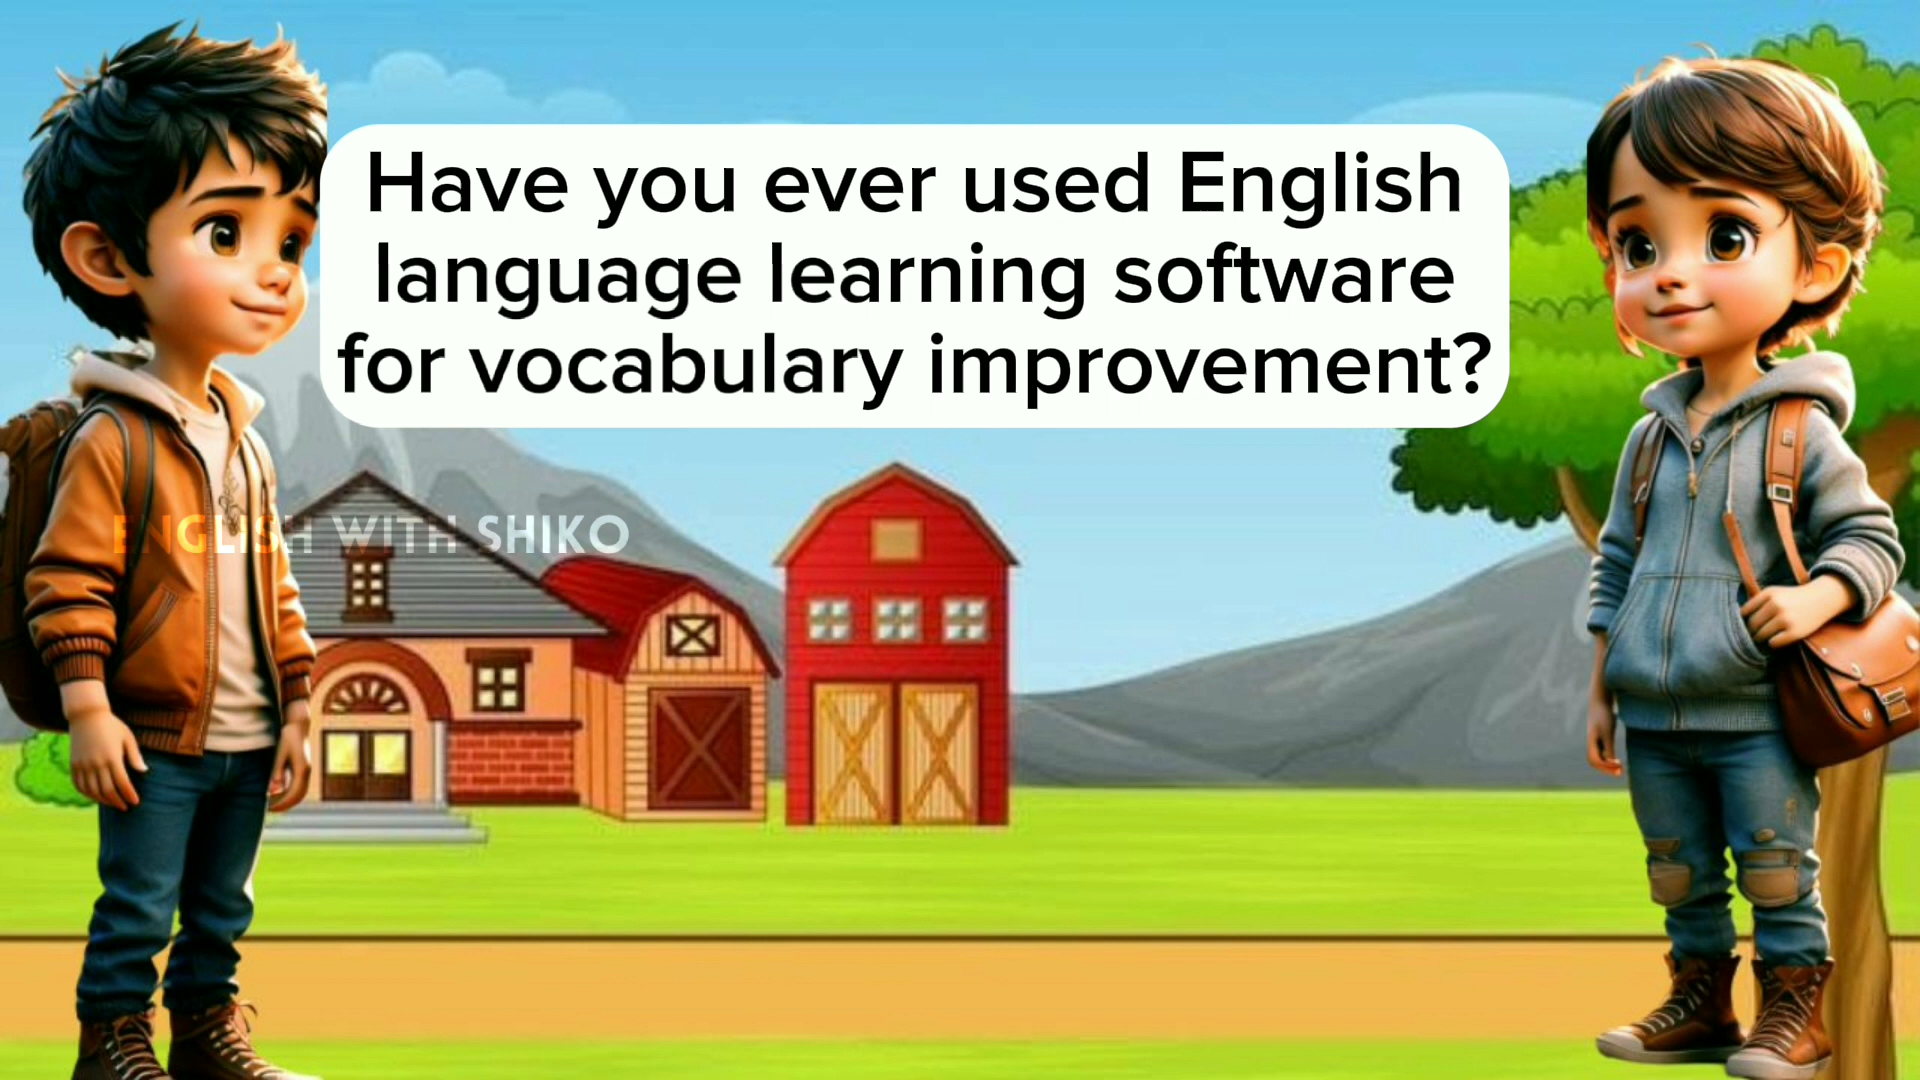 Have you ever used English
language learning software
for vocabulary improvement?
ENGLISH WITH SHIKO